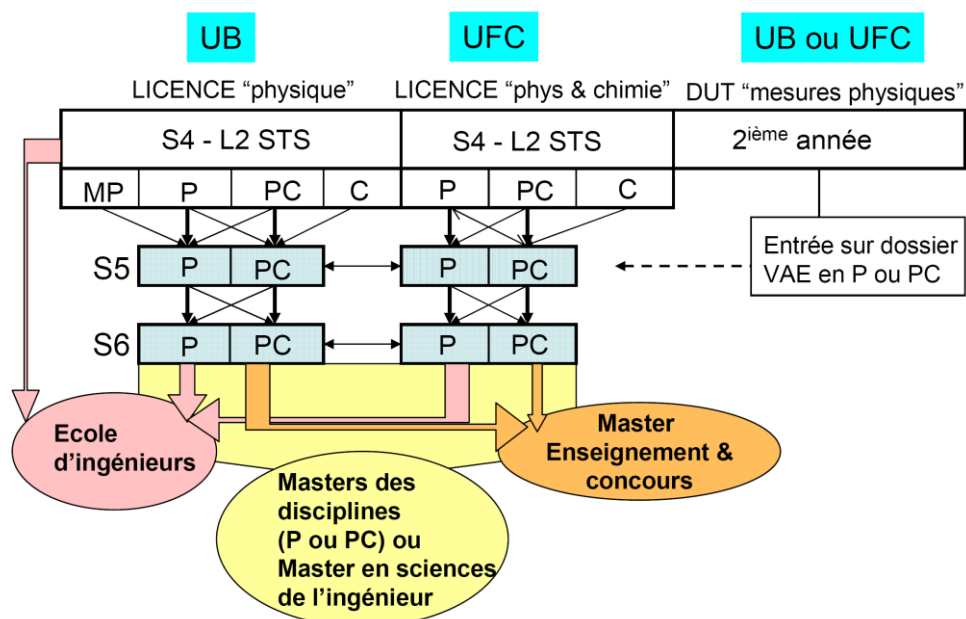 UB UFC UB ou UFC
LICENCE “physique” LICENCE “phys & chimie” DUT “mesures physiques”
S4 - L2 STS S4 - L2 STS 2ième année
MP P PC C P PC C
Entrée sur dossier
VAE en P ou PC
S5 P PC P PC
S6 P PC P PC
Ecole
d’ingénieurs
Master
Enseignement &
concours
Masters des
disciplines
(P ou PC) ou
Master en sciences
de l’ingénieur